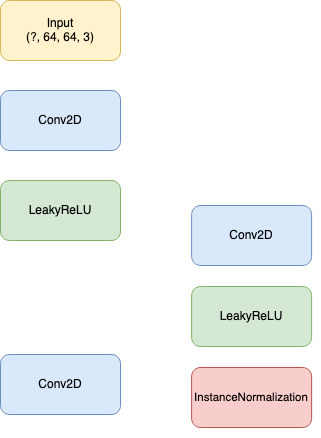 Input
(?, 64, 64, 3)
Conv2D
LeakyReLU
Conv2D
Conv2D
LeakyReLU
InstanceNormalization